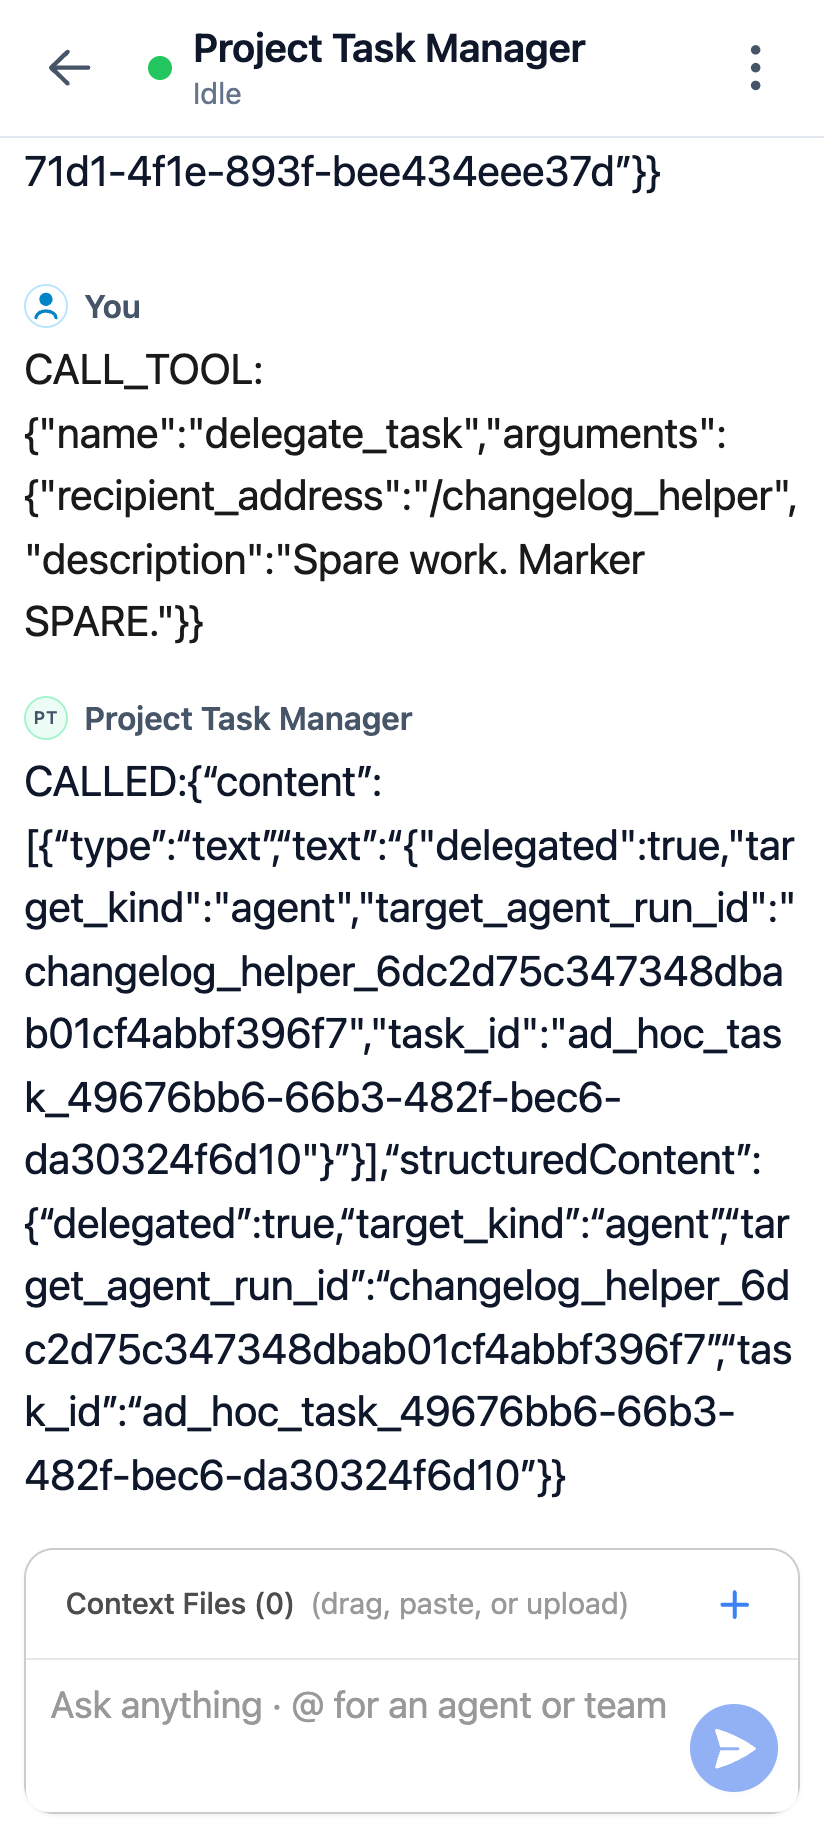 Project Task Manager
Idle
71d1-4f1e-893f-bee434eee37d”}}
You
CALL_TOOL:
{"name":"delegate_task","arguments":
{"recipient_address":"/changelog_helper",
"description":"Spare work. Marker
SPARE."}}
PT Project Task Manager
CALLED:{“content”:
[{“type”:“text”,“text”:“{"delegated":true,"tar
get_kind":"agent","target_agent_run_id":"
changelog_helper_6dc2d75c347348dba
b01cf4abbf396f7","task_id":"ad_hoc_tas
k_49676bb6-66b3-482f-bec6-
da30324f6d10"}”}],“structuredContent”:
{“delegated”:true,“target_kind”:“agent”,“tar
get_agent_run_id”:“changelog_helper_6d
c2d75c347348dbab01cf4abbf396f7”,“tas
k_id”:“ad_hoc_task_49676bb6-66b3-
482f-bec6-da30324f6d10”}}
Context Files (0) (drag, paste, or upload)
Ask anything · @ for an agent or team